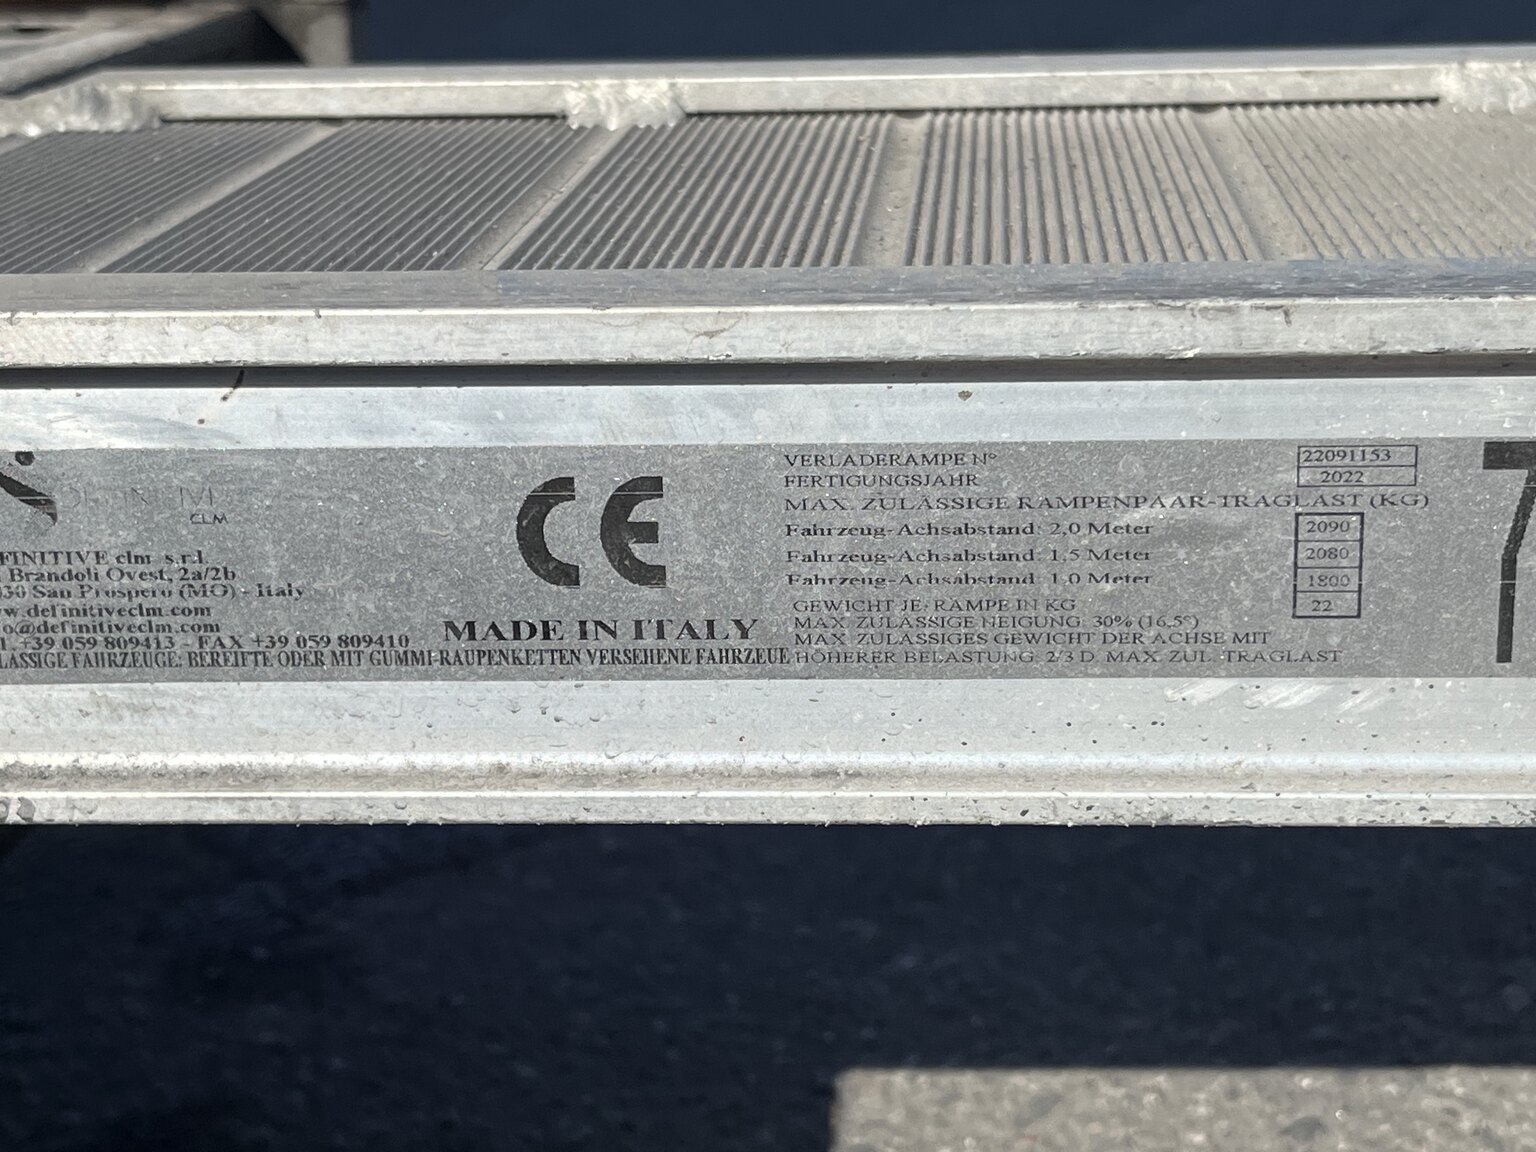 CLM
FINITIVE clm s.r.l.
Brandoli Ovest, 2a/2b
030 San Prospero (MO) - Italy
w.definitiveclm.com
o@definitiveclm.com
+39 059 809413 - FAX +39 059 809410
LÄSSIGE FAHRZEUGE: BEREIFTE ODER MIT GUMMI-RAUPENKETTEN VERSEHENE FAHRZEUE
CE
MADE IN ITALY
VERLADERAMPE N° 22091153
FERTIGUNGSJAHR 2022
MAX. ZULÄSSIGE RAMPENPAAR-TRAGLAST (KG)
Fahrzeug-Achsabstand: 2,0 Meter 2090
Fahrzeug-Achsabstand: 1,5 Meter 2080
Fahrzeug-Achsabstand: 1,0 Meter 1800
GEWICHT JE RAMPE IN KG 22
MAX. ZULÄSSIGE NEIGUNG: 30% (16,5°)
MAX ZULÄSSIGES GEWICHT DER ACHSE MIT
HÖHERER BELASTUNG: 2/3 D. MAX. ZUL. TRAGLAST